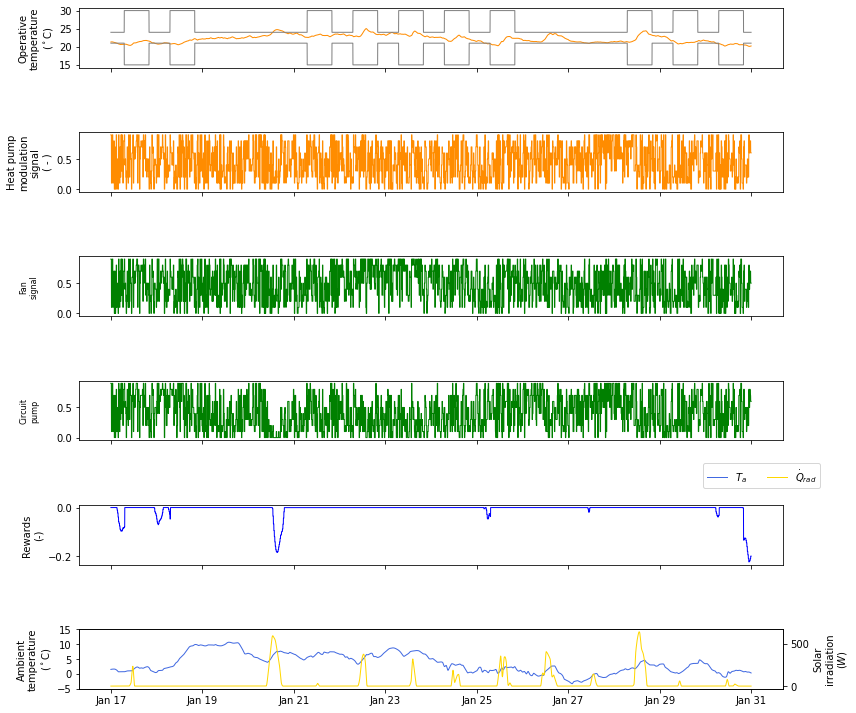 Operative
temperature
(°C)
30
25
20
15
Heat pump
modulation
signal
( - )
0.5
0.0
Fan
signal
0.5
0.0
Circuit
pump
0.5
0.0
T_a
Q̇_rad
Rewards
(-)
0.0
−0.2
Ambient
temperature
(°C)
15
10
5
0
−5
500
0
Solar
irradiation
(W)
Jan 17 Jan 19 Jan 21 Jan 23 Jan 25 Jan 27 Jan 29 Jan 31